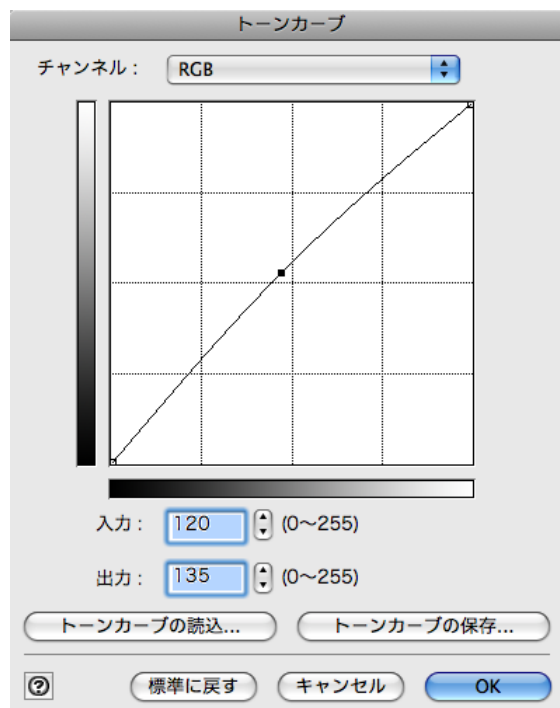 トーンカーブ
チャンネル： RGB
入力： 120 (0〜255)
出力： 135 (0〜255)
トーンカーブの読込... トーンカーブの保存...
? 標準に戻す キャンセル OK